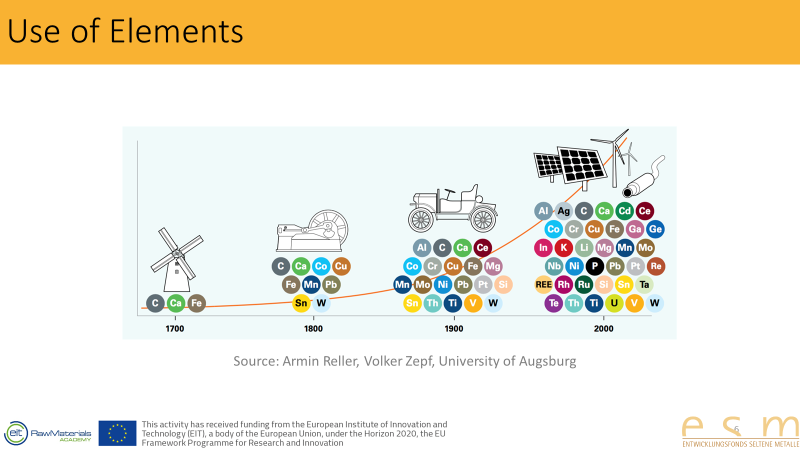 Use of Elements
Al Ag C Ca Cd Ce
Co Cr Cu Fe Ga Ge
Al C Ca Ce
In K Li Mg Mn Mo
C Ca Co Cu
Co Cr Cu Fe Mg
Nb Ni P Pb Pt Re
Fe Mn Pb
Mn Mo Ni Pb Pt Si
REE Rh Ru Si Sn Ta
C Ca Fe
Sn W
Sn Th Ti V W
Te Th Ti U V W
1700 1800 1900 2000
Source: Armin Reller, Volker Zepf, University of Augsburg
eit RawMaterials
ACADEMY
This activity has received funding from the European Institute of Innovation and
Technology (EIT), a body of the European Union, under the Horizon 2020, the EU
Framework Programme for Research and Innovation
6
esm
ENTWICKLUNGSFONDS SELTENE METALLE